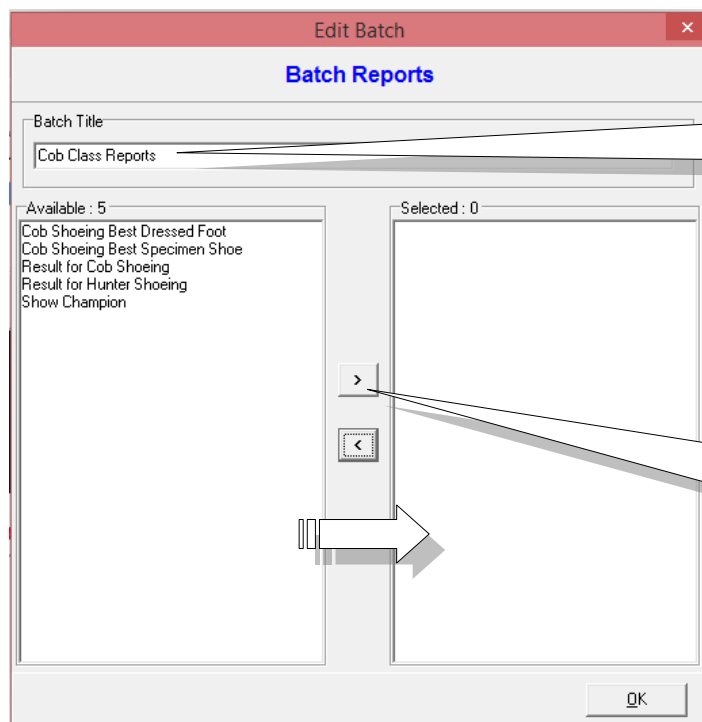 Edit Batch
×
Batch Reports
Batch Title
Cob Class Reports
Available : 5
Cob Shoeing Best Dressed Foot
Cob Shoeing Best Specimen Shoe
Result for Cob Shoeing
Result for Hunter Shoeing
Show Champion
Selected : 0
>
<
OK